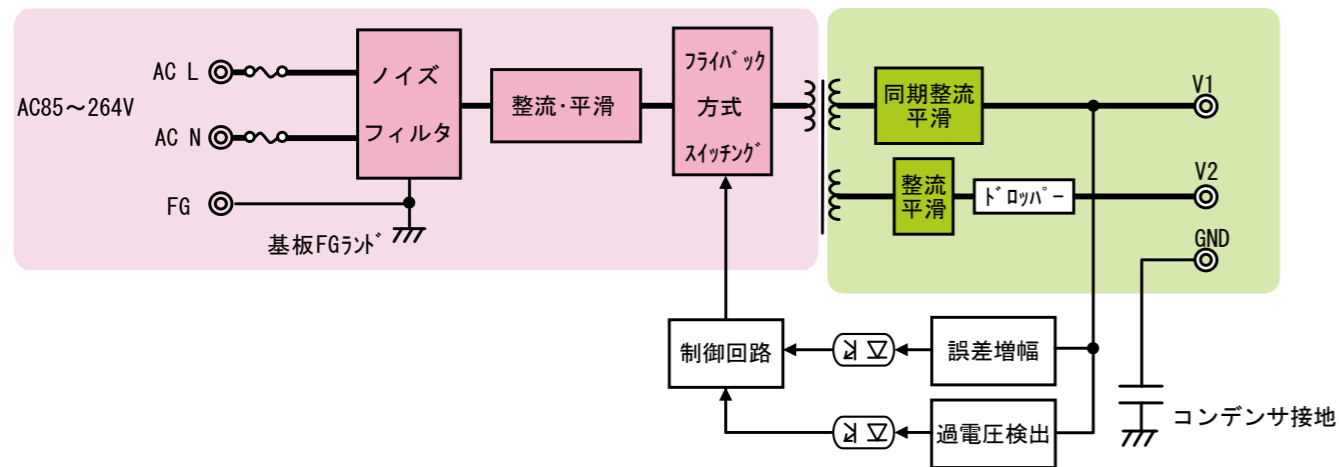 AC85～264V
AC L
AC N
FG
ノイズ
フィルタ
基板FGﾗﾝﾄﾞ
整流･平滑
ﾌﾗｲﾊﾞｯｸ
方式
ｽｲｯﾁﾝｸﾞ
同期整流
平滑
整流
平滑
ﾄﾞﾛｯﾊﾟｰ
V1
V2
GND
制御回路
誤差増幅
過電圧検出
コンデンサ接地